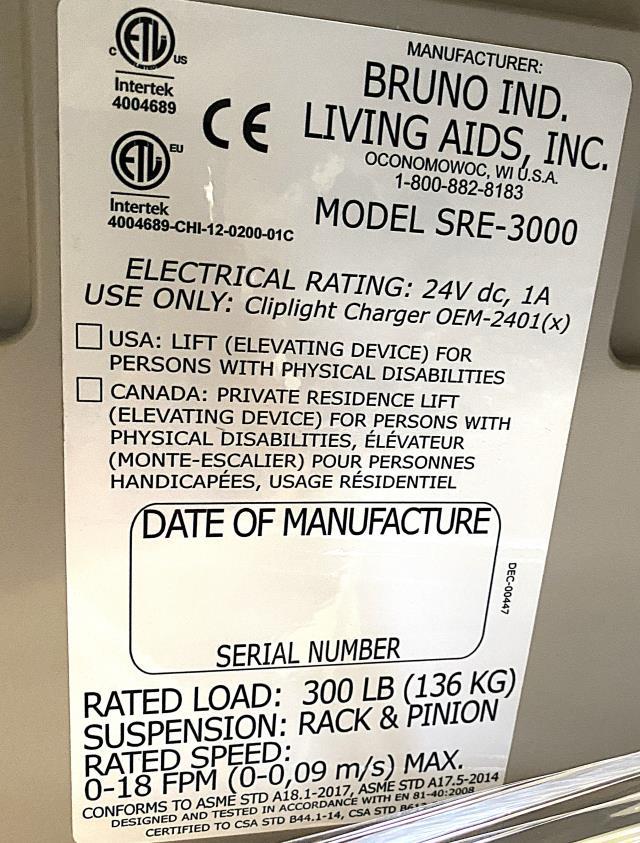 ETL
C US
LISTED
Intertek
4004689
ETL
EU
Intertek
4004689-CHI-12-0200-01C
CE
MANUFACTURER:
BRUNO IND.
LIVING AIDS, INC.
OCONOMOWOC, WI U.S.A.
1-800-882-8183
MODEL SRE-3000
ELECTRICAL RATING: 24V dc, 1A
USE ONLY: Cliplight Charger OEM-2401(x)
USA: LIFT (ELEVATING DEVICE) FOR
PERSONS WITH PHYSICAL DISABILITIES
CANADA: PRIVATE RESIDENCE LIFT
(ELEVATING DEVICE) FOR PERSONS WITH
PHYSICAL DISABILITIES, ÉLÉVATEUR
(MONTE-ESCALIER) POUR PERSONNES
HANDICAPÉES, USAGE RÉSIDENTIEL
DATE OF MANUFACTURE
SERIAL NUMBER
DEC-00447
RATED LOAD: 300 LB (136 KG)
SUSPENSION: RACK & PINION
RATED SPEED:
0-18 FPM (0-0,09 m/s) MAX.
CONFORMS TO ASME STD A18.1-2017, ASME STD A17.5-2014
DESIGNED AND TESTED IN ACCORDANCE WITH EN 81-40:2008
CERTIFIED TO CSA STD B44.1-14, CSA STD